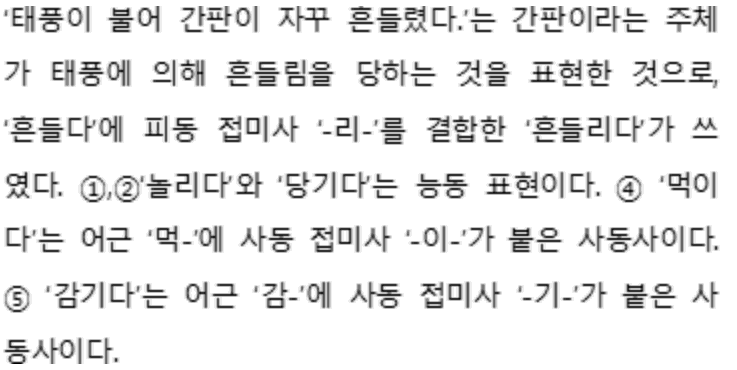 ‘태풍이 불어 간판이 자꾸 흔들렸다.’는 간판이라는 주체
가 태풍에 의해 흔들림을 당하는 것을 표현한 것으로,
‘흔들다’에 피동 접미사 ‘-리-’를 결합한 ‘흔들리다’가 쓰
였다. ①,②‘놀리다’와 ‘당기다’는 능동 표현이다. ④ ‘먹이
다’는 어근 ‘먹-’에 사동 접미사 ‘-이-’가 붙은 사동사이다.
⑤ ‘감기다’는 어근 ‘감-’에 사동 접미사 ‘-기-’가 붙은 사
동사이다.